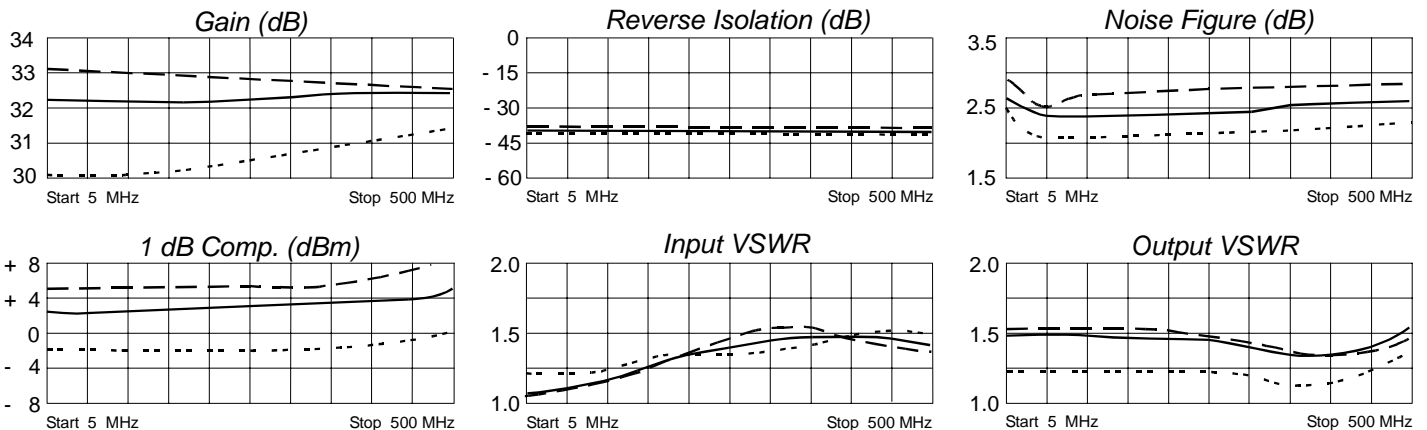 Gain (dB)
34
33
32
31
30
Start 5 MHz
Stop 500 MHz
Reverse Isolation (dB)
0
- 15
- 30
- 45
- 60
Start 5 MHz
Stop 500 MHz
Noise Figure (dB)
3.5
2.5
1.5
Start 5 MHz
Stop 500 MHz
1 dB Comp. (dBm)
+ 8
+ 4
0
- 4
- 8
Start 5 MHz
Stop 500 MHz
Input VSWR
2.0
1.5
1.0
Start 5 MHz
Stop 500 MHz
Output VSWR
2.0
1.5
1.0
Start 5 MHz
Stop 500 MHz